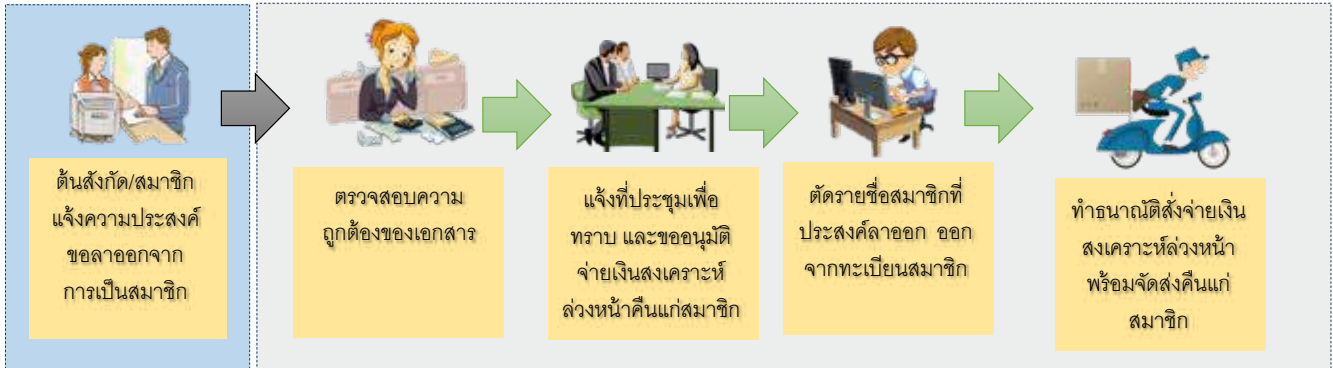 ต้นสังกัด/สมาชิก
แจ้งความประสงค์
ขอลาออกจาก
การเป็นสมาชิก
ตรวจสอบความ
ถูกต้องของเอกสาร
แจ้งที่ประชุมเพื่อ
ทราบ และขออนุมัติ
จ่ายเงินสงเคราะห์
ล่วงหน้าคืนแก่สมาชิก
ตัดรายชื่อสมาชิกที่
ประสงค์ลาออก ออก
จากทะเบียนสมาชิก
ทำธนาณัติสั่งจ่ายเงิน
สงเคราะห์ล่วงหน้า
พร้อมจัดส่งคืนแก่
สมาชิก